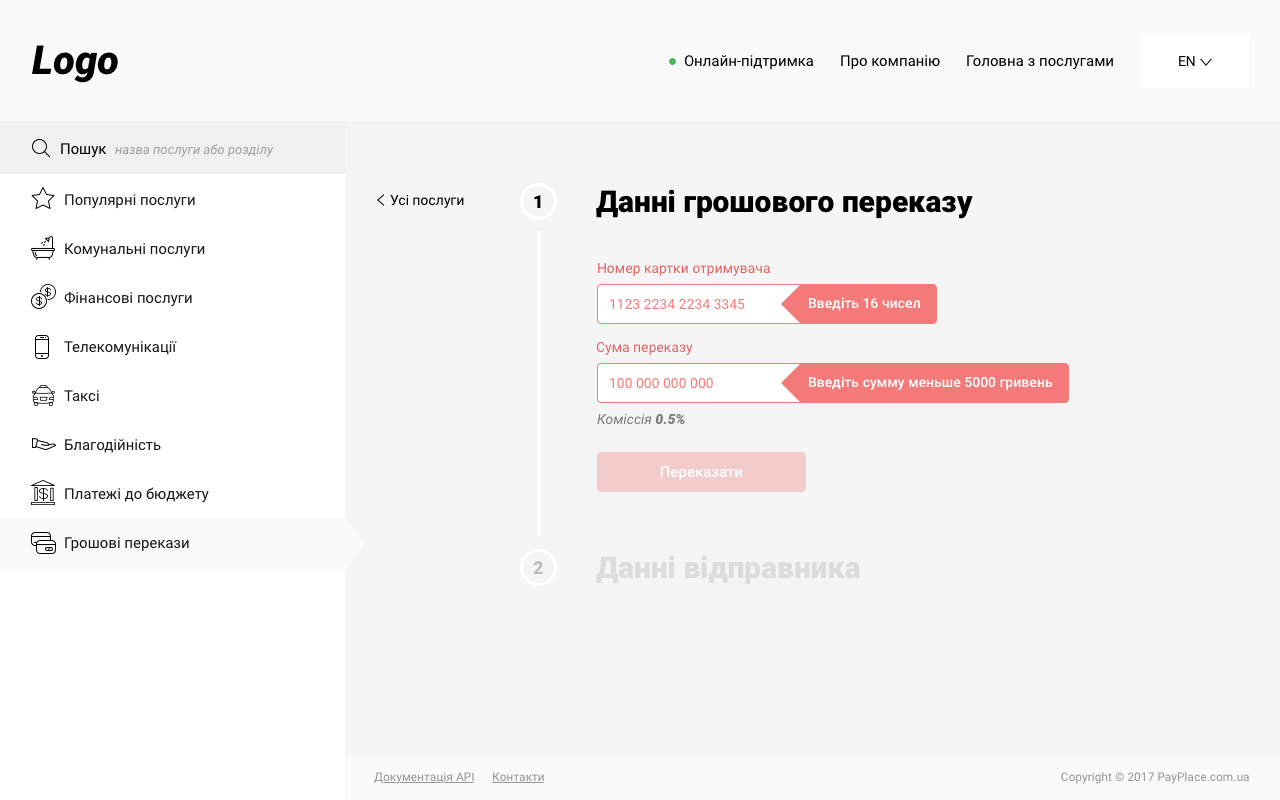 Logo
Онлайн-підтримка
Про компанію
Головна з послугами
EN
Пошук назва послуги або розділу
Популярні послуги
Комунальні послуги
Фінансові послуги
Телекомунікації
Таксі
Благодійність
Платежі до бюджету
Грошові перекази
Усі послуги
1
Данні грошового переказу
Номер картки отримувача
1123 2234 2234 3345
Введіть 16 чисел
Сума переказу
100 000 000 000
Введіть сумму меньше 5000 гривень
Коміссія 0.5%
Переказати
2
Данні відправника
Документація API
Контакти
Copyright © 2017 PayPlace.com.ua